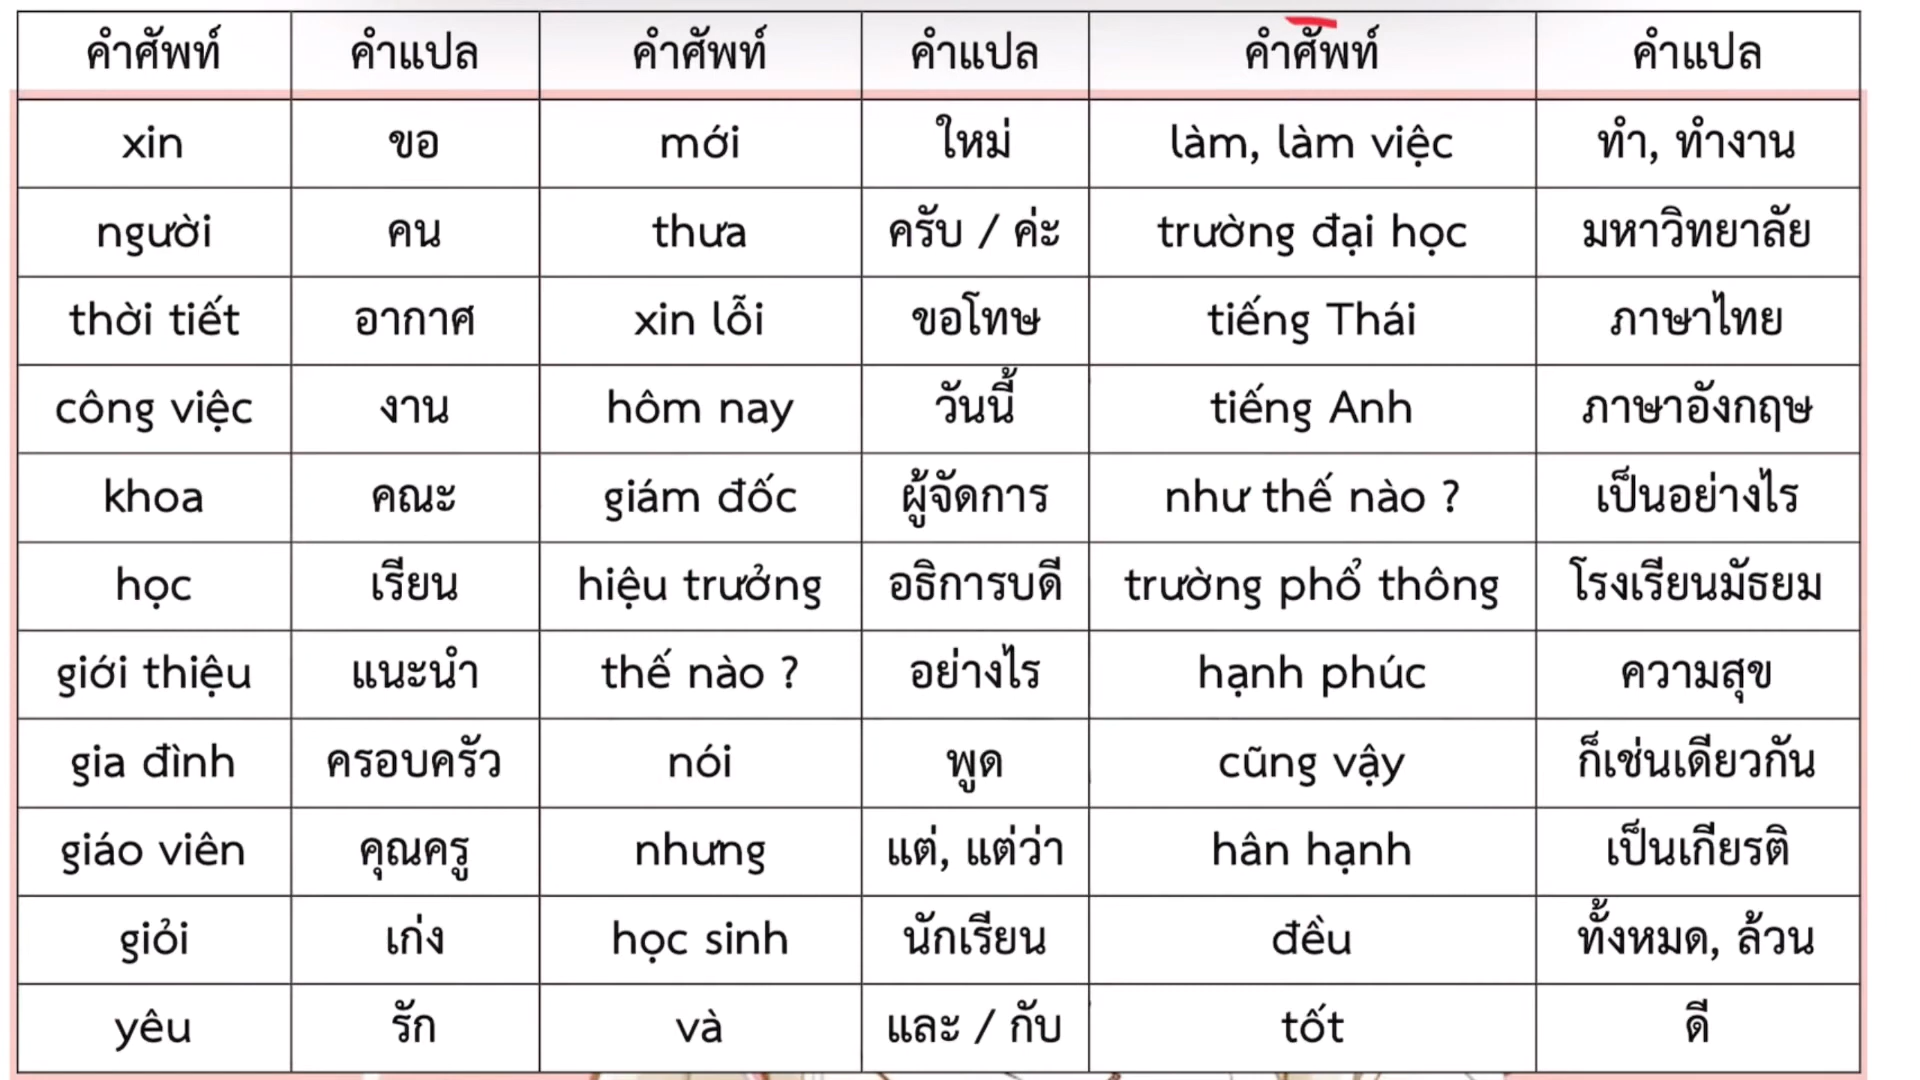 คำศัพท์ คำแปล คำศัพท์ คำแปล คำศัพท์ คำแปล
xin ขอ mới ใหม่ làm, làm việc ทำ, ทำงาน
người คน thưa ครับ / ค่ะ trường đại học มหาวิทยาลัย
thời tiết อากาศ xin lỗi ขอโทษ tiếng Thái ภาษาไทย
công việc งาน hôm nay วันนี้ tiếng Anh ภาษาอังกฤษ
khoa คณะ giám đốc ผู้จัดการ như thế nào ? เป็นอย่างไร
học เรียน hiệu trưởng อธิการบดี trường phổ thông โรงเรียนมัธยม
giới thiệu แนะนำ thế nào ? อย่างไร hạnh phúc ความสุข
gia đình ครอบครัว nói พูด cũng vậy ก็เช่นเดียวกัน
giáo viên คุณครู nhưng แต่, แต่ว่า hân hạnh เป็นเกียรติ
giỏi เก่ง học sinh นักเรียน đều ทั้งหมด, ล้วน
yêu รัก và และ / กับ tốt ดี